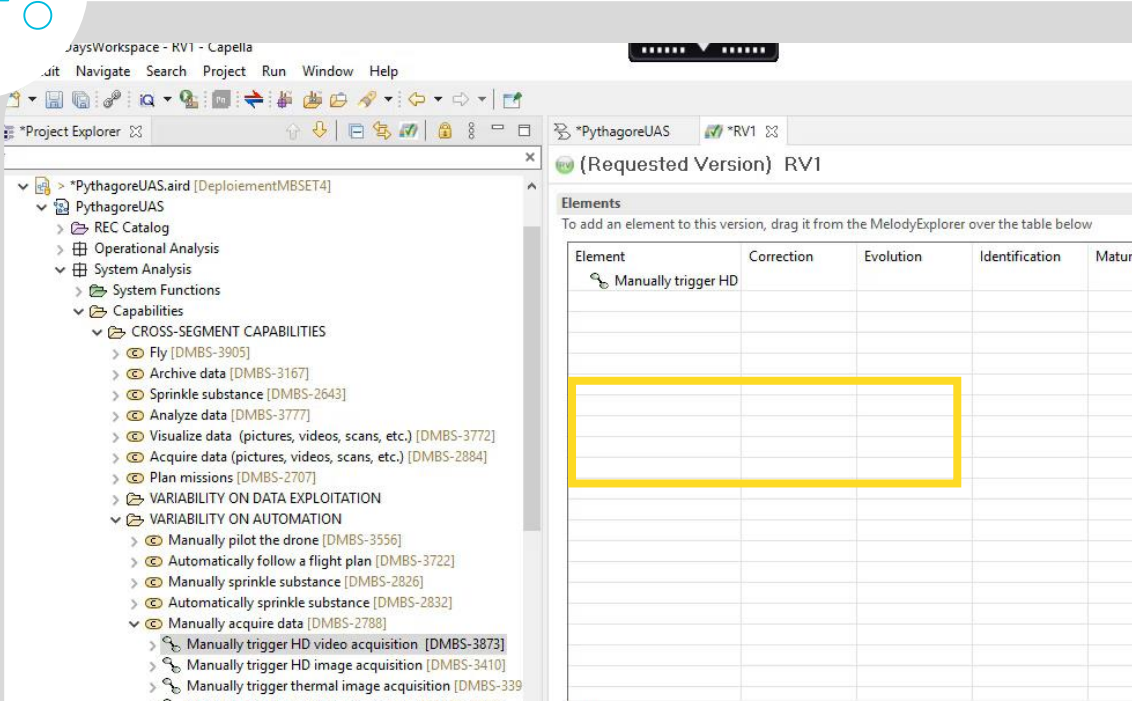 DaysWorkspace - RV1 - Capella
Navigate Search Project Run Window Help
*Project Explorer
*PythagoreUAS
*RV1
(Requested Version) RV1
> *PythagoreUAS.aird [DeploiementMBSET4]
PythagoreUAS
REC Catalog
Operational Analysis
System Analysis
System Functions
Capabilities
CROSS-SEGMENT CAPABILITIES
Fly [DMBS-3905]
Archive data [DMBS-3167]
Sprinkle substance [DMBS-2643]
Analyze data [DMBS-3777]
Visualize data (pictures, videos, scans, etc.) [DMBS-3772]
Acquire data (pictures, videos, scans, etc.) [DMBS-2884]
Plan missions [DMBS-2707]
VARIABILITY ON DATA EXPLOITATION
VARIABILITY ON AUTOMATION
Manually pilot the drone [DMBS-3556]
Automatically follow a flight plan [DMBS-3722]
Manually sprinkle substance [DMBS-2826]
Automatically sprinkle substance [DMBS-2832]
Manually acquire data [DMBS-2788]
Manually trigger HD video acquisition [DMBS-3873]
Manually trigger HD image acquisition [DMBS-3410]
Manually trigger thermal image acquisition [DMBS-339
Elements
To add an element to this version, drag it from the MelodyExplorer over the table below
Element Correction Evolution Identification Matur
Manually trigger HD